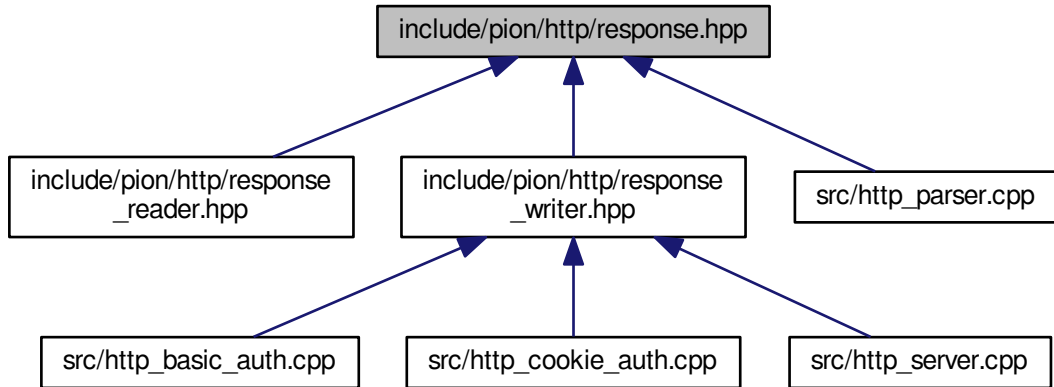 include/pion/http/response.hpp
include/pion/http/response
_reader.hpp
include/pion/http/response
_writer.hpp
src/http_parser.cpp
src/http_basic_auth.cpp
src/http_cookie_auth.cpp
src/http_server.cpp